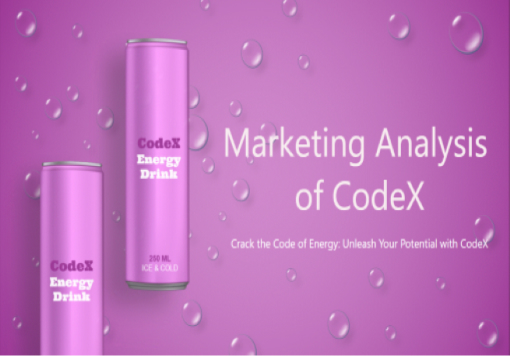 CodeX
Energy
Drink
250 ML
ICE & COLD
CodeX
Energy
Drink
Marketing Analysis
of CodeX
Crack the Code of Energy: Unleash Your Potential with CodeX